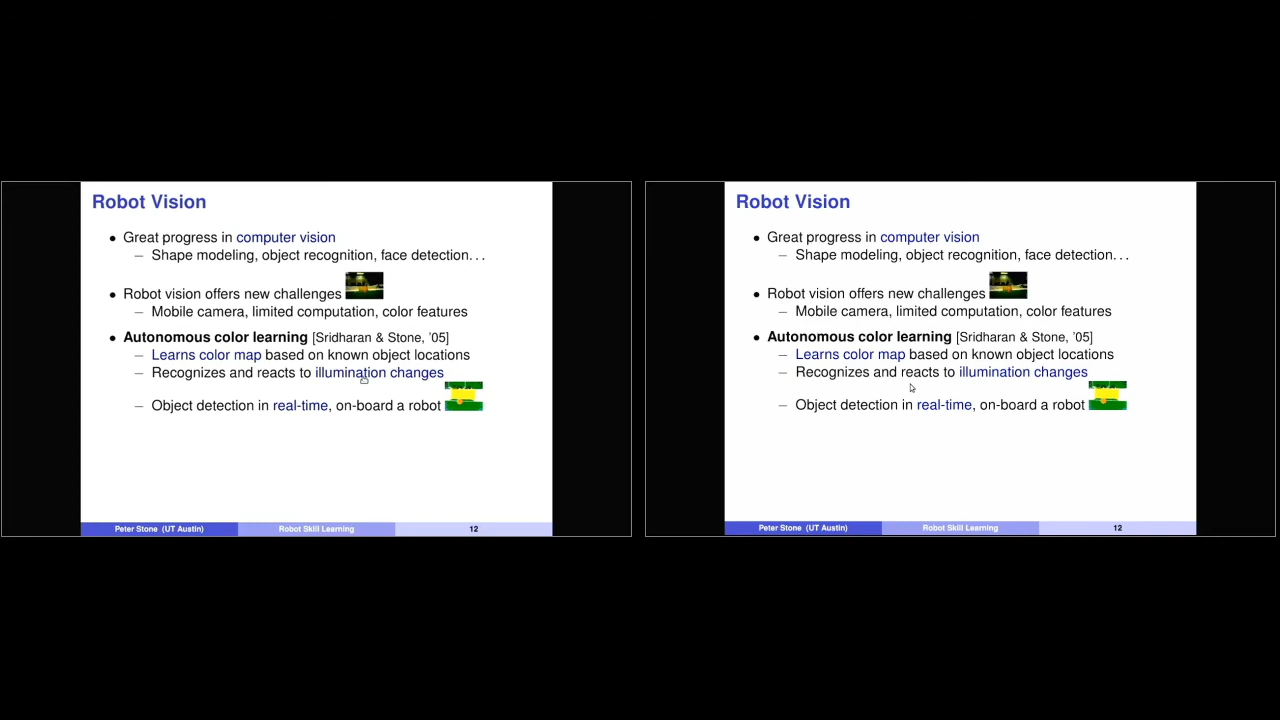 Robot Vision
• Great progress in computer vision
– Shape modeling, object recognition, face detection...
• Robot vision offers new challenges
– Mobile camera, limited computation, color features
• Autonomous color learning [Sridharan & Stone, '05]
– Learns color map based on known object locations
– Recognizes and reacts to illumination changes
– Object detection in real-time, on-board a robot
Peter Stone (UT Austin) Robot Skill Learning 12
Robot Vision
• Great progress in computer vision
– Shape modeling, object recognition, face detection...
• Robot vision offers new challenges
– Mobile camera, limited computation, color features
• Autonomous color learning [Sridharan & Stone, '05]
– Learns color map based on known object locations
– Recognizes and reacts to illumination changes
– Object detection in real-time, on-board a robot
Peter Stone (UT Austin) Robot Skill Learning 12